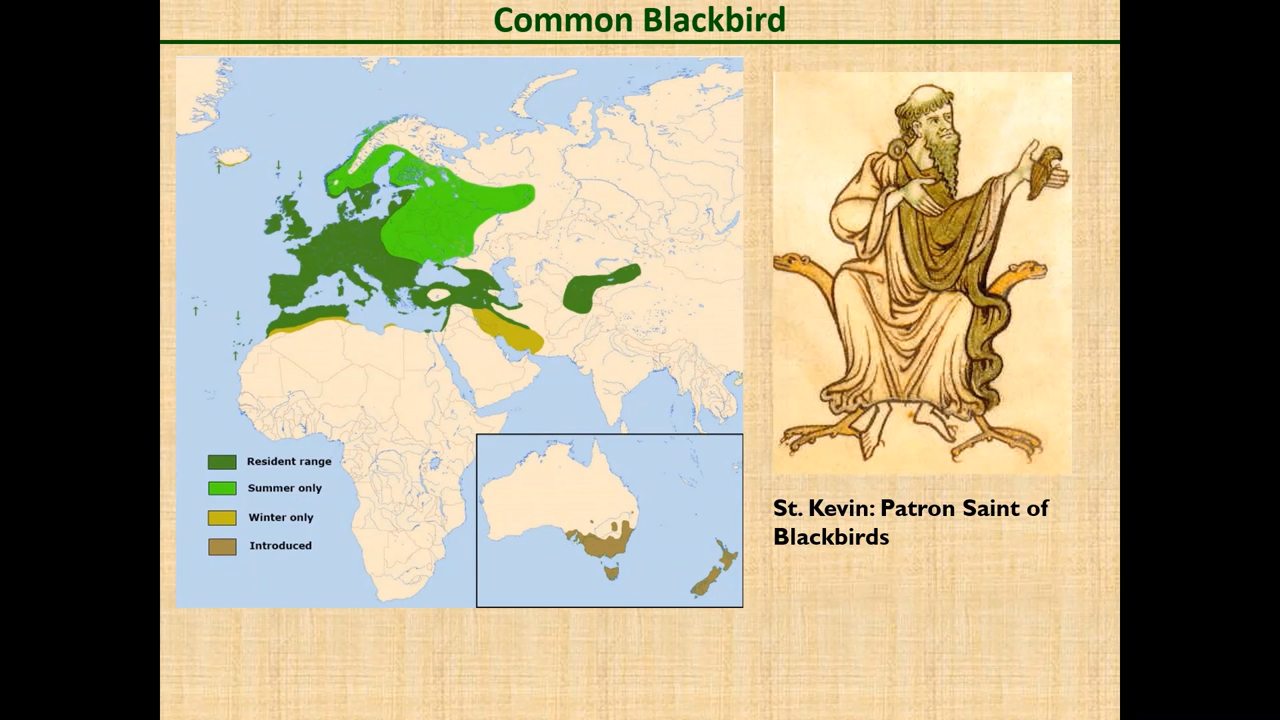 Common Blackbird
Resident range
Summer only
Winter only
Introduced
St. Kevin: Patron Saint of
Blackbirds